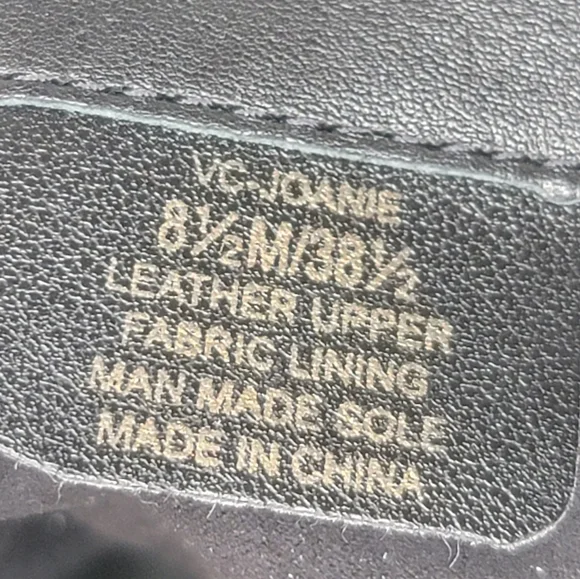 VC-JOANIE
8½M/38½
LEATHER UPPER
FABRIC LINING
MAN MADE SOLE
MADE IN CHINA